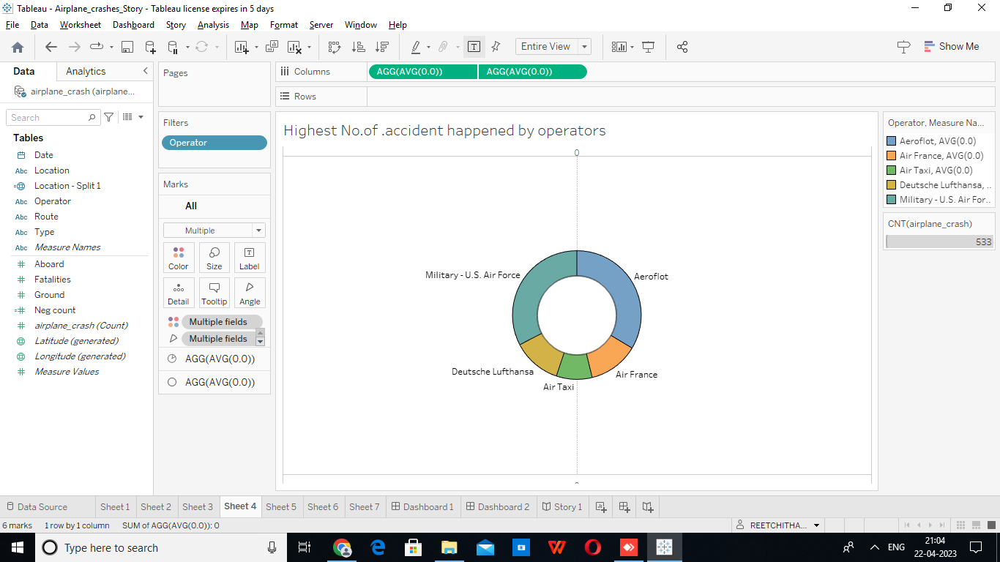 Tableau - Airplane_crashes_Story - Tableau license expires in 5 days
File Data Worksheet Dashboard Story Analysis Map Format Server Window Help
Entire View
Show Me
Data Analytics
airplane_crash (airplane...
Search
Tables
Date
Abc Location
Location - Split 1
Abc Operator
Abc Route
Abc Type
Abc Measure Names
Aboard
Fatalities
Ground
Neg count
airplane_crash (Count)
Latitude (generated)
Longitude (generated)
Measure Values
Pages
Filters
Operator
Marks
All
Multiple
Color Size Label
Detail Tooltip Angle
Multiple fields
Multiple fields
AGG(AVG(0.0))
AGG(AVG(0.0))
Columns AGG(AVG(0.0)) AGG(AVG(0.0))
Rows
Highest No.of .accident happened by operators
0
Military - U.S. Air Force
Aeroflot
Deutsche Lufthansa
Air France
Air Taxi
Operator, Measure Na...
Aeroflot, AVG(0.0)
Air France, AVG(0.0)
Air Taxi, AVG(0.0)
Deutsche Lufthansa, ..
Military - U.S. Air For..
CNT(airplane_crash)
533
Data Source Sheet 1 Sheet 2 Sheet 3 Sheet 4 Sheet 5 Sheet 6 Sheet 7 Dashboard 1 Dashboard 2 Story 1
6 marks 1 row by 1 column SUM of AGG(AVG(0.0)): 0
REETCHITHA...
Type here to search
ENG
21:04
22-04-2023